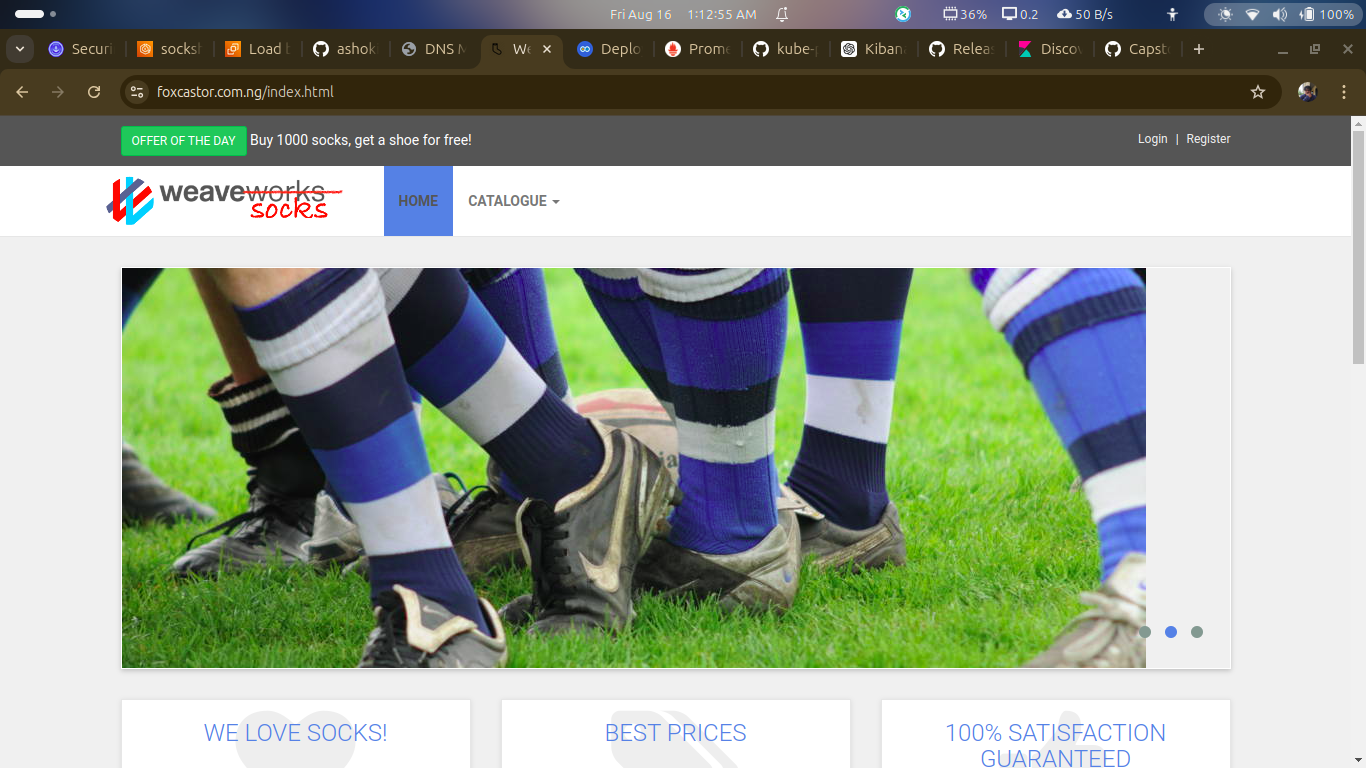 Fri Aug 16 1:12:55 AM 36% 0.2 50 B/s 100%
Securi socksh Load b ashok DNS M We Deplo Prome kube-p Kiban Releas Discov Capst
foxcastor.com.ng/index.html
OFFER OF THE DAY Buy 1000 socks, get a shoe for free! Login | Register
weaveworks
socks
HOME CATALOGUE
WE LOVE SOCKS! BEST PRICES 100% SATISFACTION
GUARANTEED